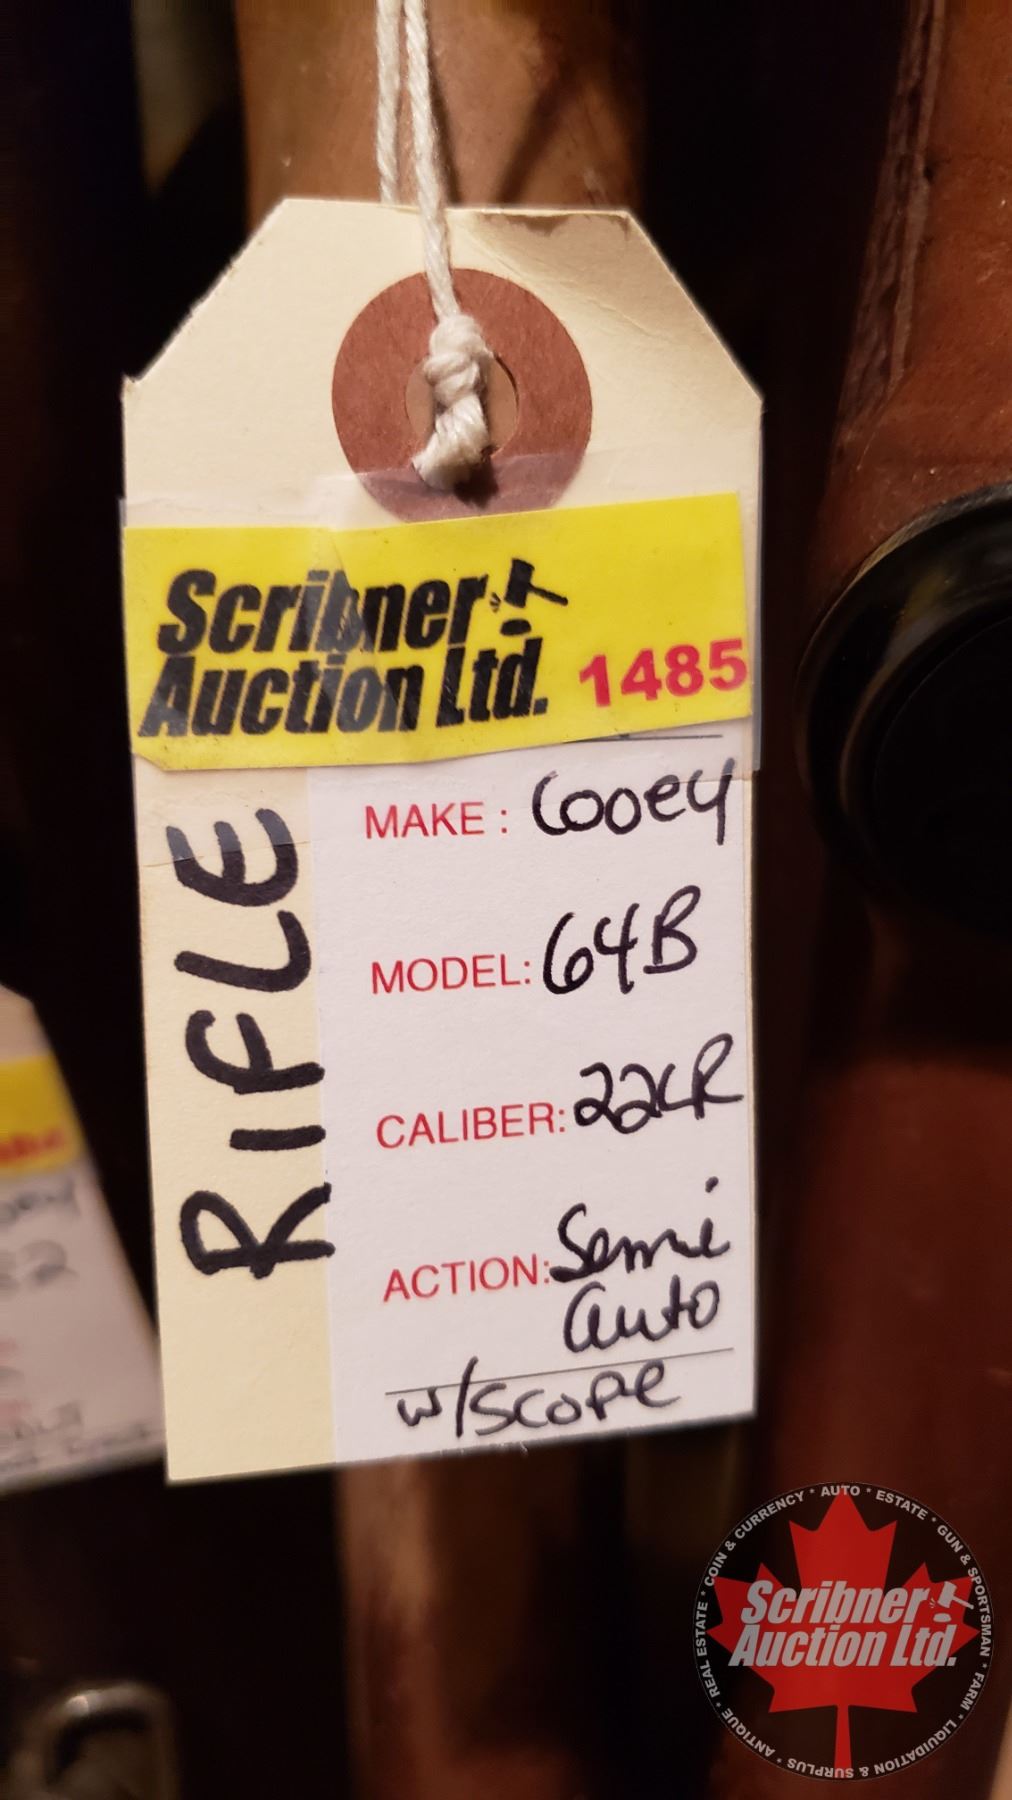 Scribner
Auction Ltd. 1485
RIFLE
MAKE: Cooey
MODEL: 64B
CALIBER: 22LR
ACTION: Semi
auto
w/scope
COIN & CURRENCY * AUTO * ESTATE * GUN & SPORTSMAN * FARM * LIQUIDATION & SURPLUS * ANTIQUE * REAL ESTATE *
Scribner
Auction Ltd.